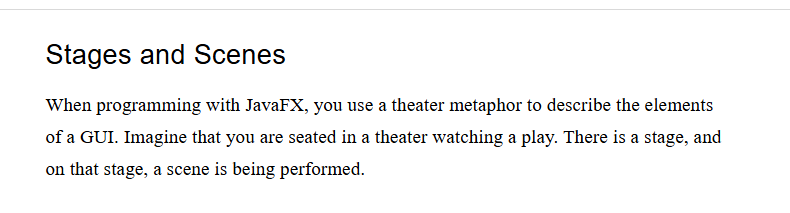 Stages and Scenes
When programming with JavaFX, you use a theater metaphor to describe the elements
of a GUI. Imagine that you are seated in a theater watching a play. There is a stage, and
on that stage, a scene is being performed.